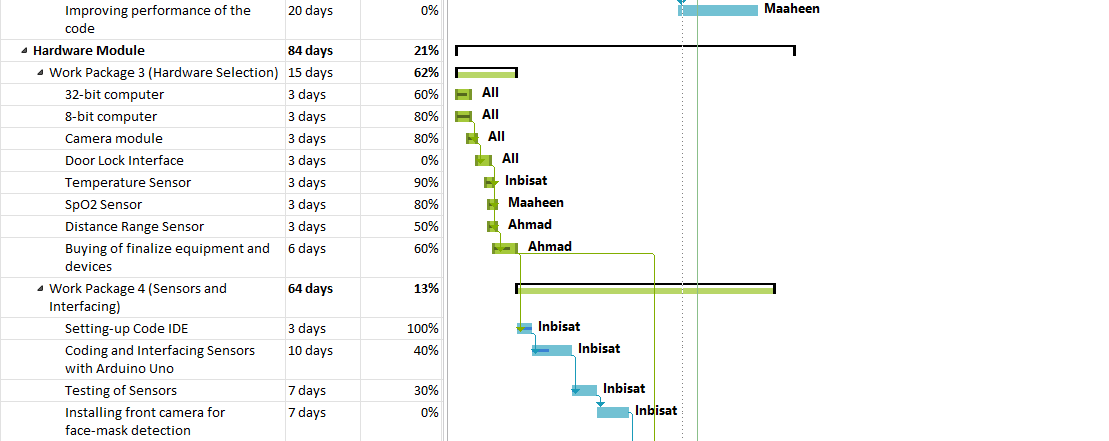 Improving performance of the code 20 days 0% Maaheen
Hardware Module 84 days 21%
Work Package 3 (Hardware Selection) 15 days 62%
32-bit computer 3 days 60% All
8-bit computer 3 days 80% All
Camera module 3 days 80% All
Door Lock Interface 3 days 0% All
Temperature Sensor 3 days 90% Inbisat
SpO2 Sensor 3 days 80% Maaheen
Distance Range Sensor 3 days 50% Ahmad
Buying of finalize equipment and devices 6 days 60% Ahmad
Work Package 4 (Sensors and Interfacing) 64 days 13%
Setting-up Code IDE 3 days 100% Inbisat
Coding and Interfacing Sensors with Arduino Uno 10 days 40% Inbisat
Testing of Sensors 7 days 30% Inbisat
Installing front camera for face-mask detection 7 days 0% Inbisat